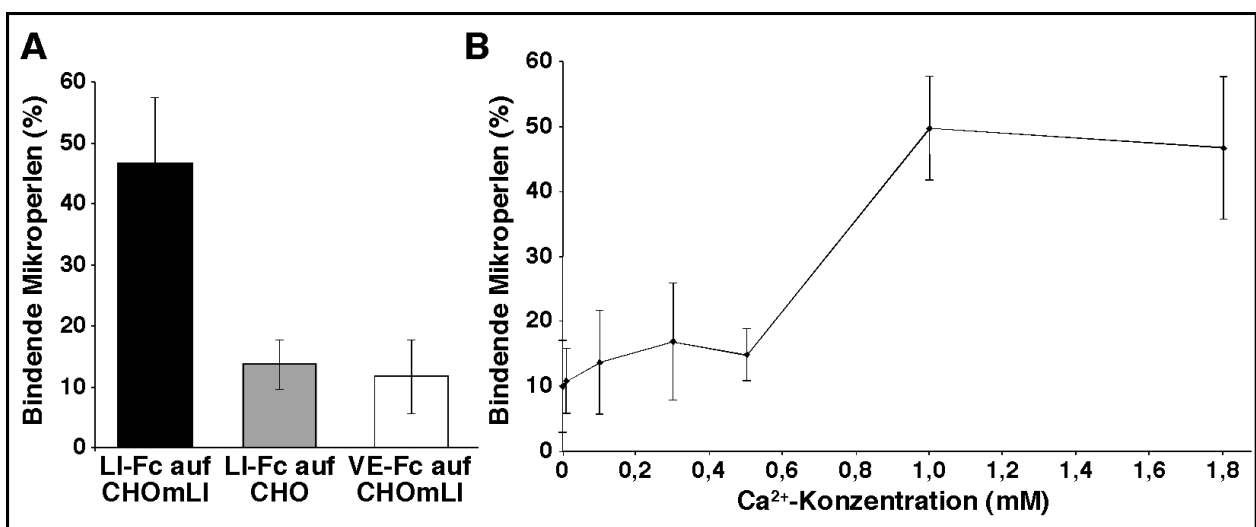 A
Bindende Mikroperlen (%)
60
50
40
30
20
10
0
LI-Fc auf
CHOmLI
LI-Fc auf
CHO
VE-Fc auf
CHOmLI
B
Bindende Mikroperlen (%)
60
50
40
30
20
10
0
0 0,2 0,4 0,6 0,8 1,0 1,2 1,4 1,6 1,8
Ca²⁺-Konzentration (mM)